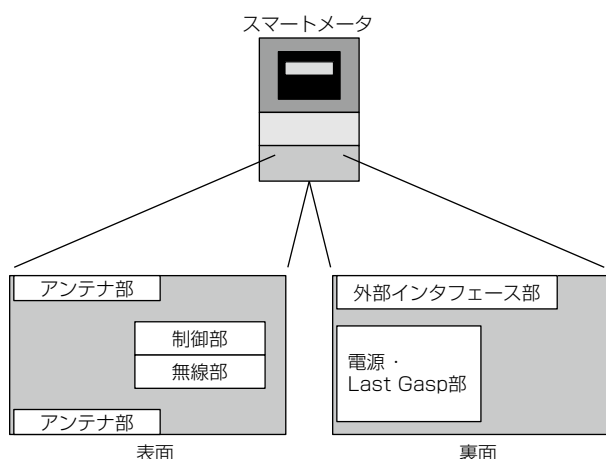 スマートメータ
アンテナ部
制御部
無線部
アンテナ部
表面
外部インタフェース部
電源・
Last Gasp部
裏面